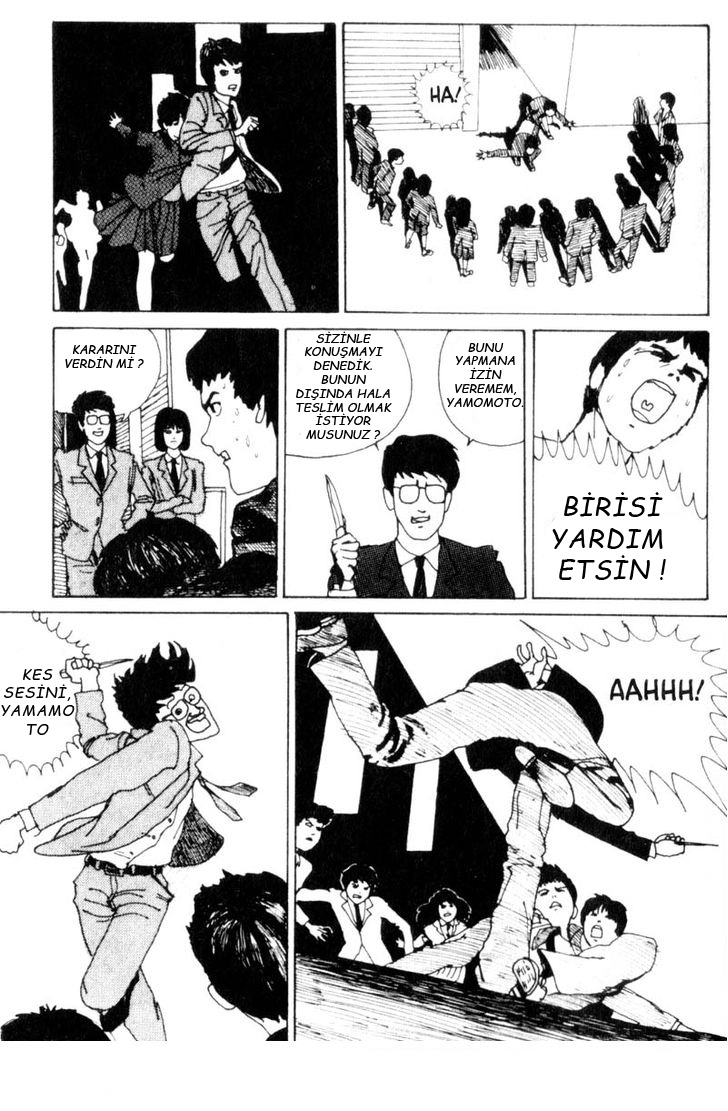 HA!
KARARINI
VERDİN Mİ ?
SİZİNLE
KONUŞMAYI
DENEDİK.
BUNUN
DIŞINDA HALA
TESLİM OLMAK
İSTİYOR
MUSUNUZ ?
BUNU
YAPMANA
İZİN
VEREMEM,
YAMOMOTO.
BİRİSİ
YARDIM
ETSİN !
KES
SESİNİ,
YAMAMO
TO
AAHHH!